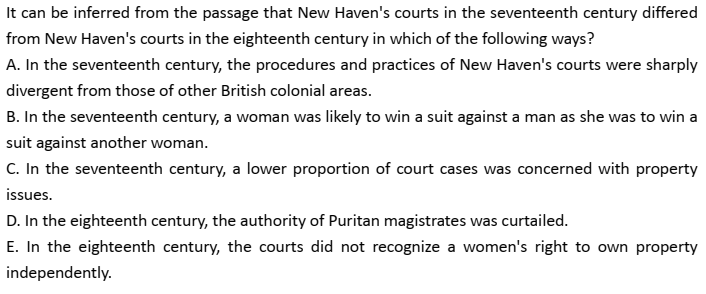 It can be inferred from the passage that New Haven's courts in the seventeenth century differed
from New Haven's courts in the eighteenth century in which of the following ways?
A. In the seventeenth century, the procedures and practices of New Haven's courts were sharply
divergent from those of other British colonial areas.
B. In the seventeenth century, a woman was likely to win a suit against a man as she was to win a
suit against another woman.
C. In the seventeenth century, a lower proportion of court cases was concerned with property
issues.
D. In the eighteenth century, the authority of Puritan magistrates was curtailed.
E. In the eighteenth century, the courts did not recognize a women's right to own property
independently.